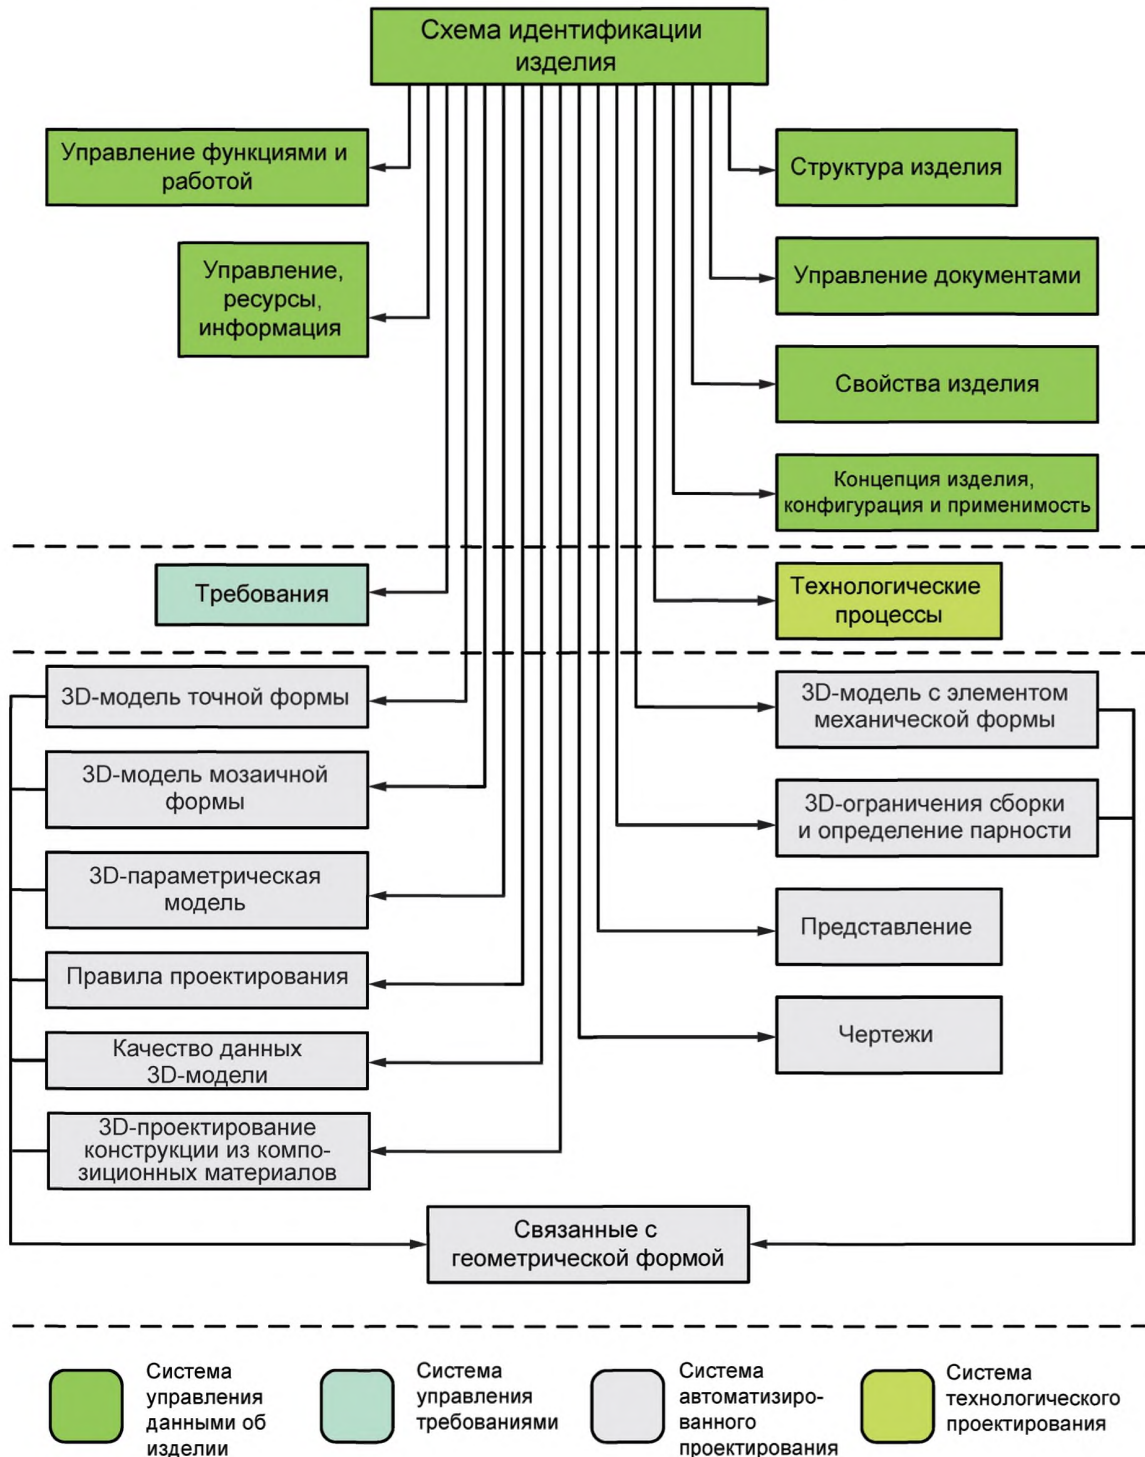 Схема идентификации
изделия
Управление функциями и
работой
Структура изделия
Управление,
ресурсы,
информация
Управление документами
Свойства изделия
Концепция изделия,
конфигурация и применимость
Требования
Технологические
процессы
3D-модель точной формы
3D-модель с элементом
механической формы
3D-модель мозаичной
формы
3D-ограничения сборки
и определение парности
3D-параметрическая
модель
Представление
Правила проектирования
Чертежи
Качество данных
3D-модели
3D-проектирование
конструкции из компо-
зиционных материалов
Связанные с
геометрической формой
Система
управления
данными об
изделии
Система
управления
требованиями
Система
автоматизиро-
ванного
проектирования
Система
технологического
проектирования